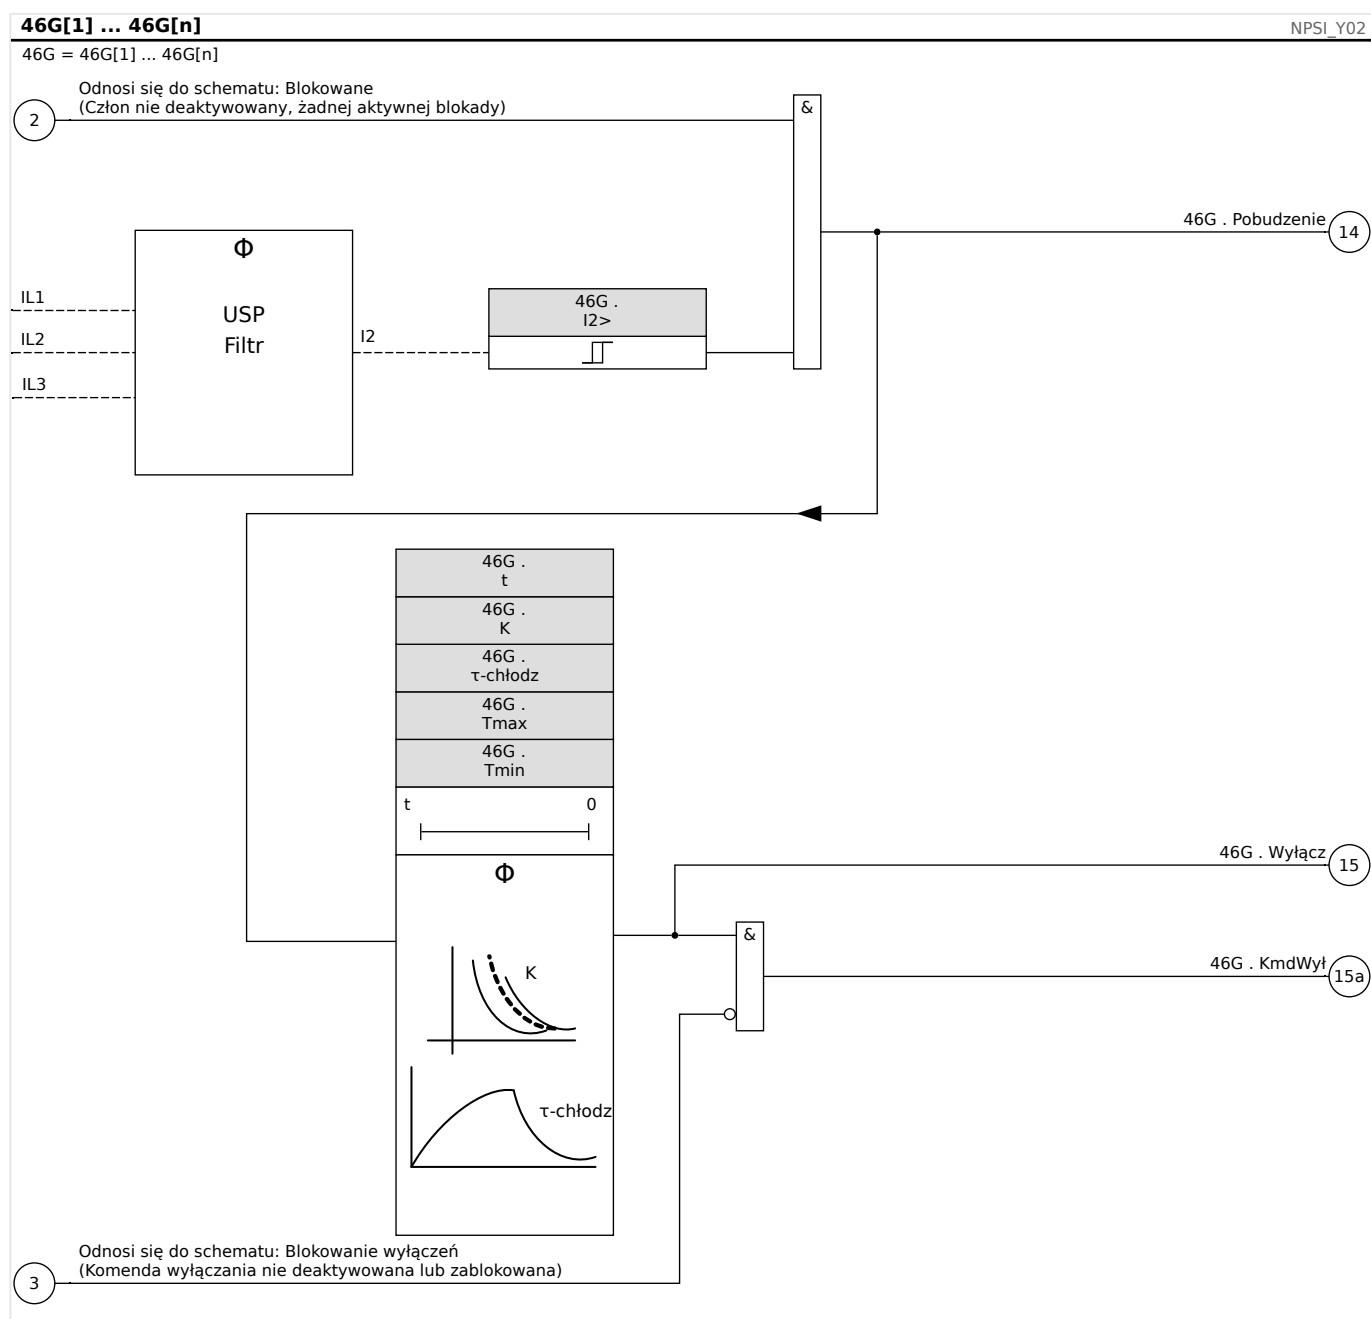 46G[1] ... 46G[n]
NPSI_Y02
46G = 46G[1] ... 46G[n]
Odnosi się do schematu: Blokowane
(Człon nie deaktywowany, żadnej aktywnej blokady)
2
&
46G . Pobudzenie
14
Φ
USP
Filtr
IL1
IL2
IL3
I2
46G .
I2>
46G .
t
46G .
K
46G .
τ-chłodz
46G .
Tmax
46G .
Tmin
t
0
Φ
K
τ-chłodz
46G . Wyłącz
15
&
46G . KmdWył
15a
Odnosi się do schematu: Blokowanie wyłączeń
(Komenda wyłączania nie deaktywowana lub zablokowana)
3